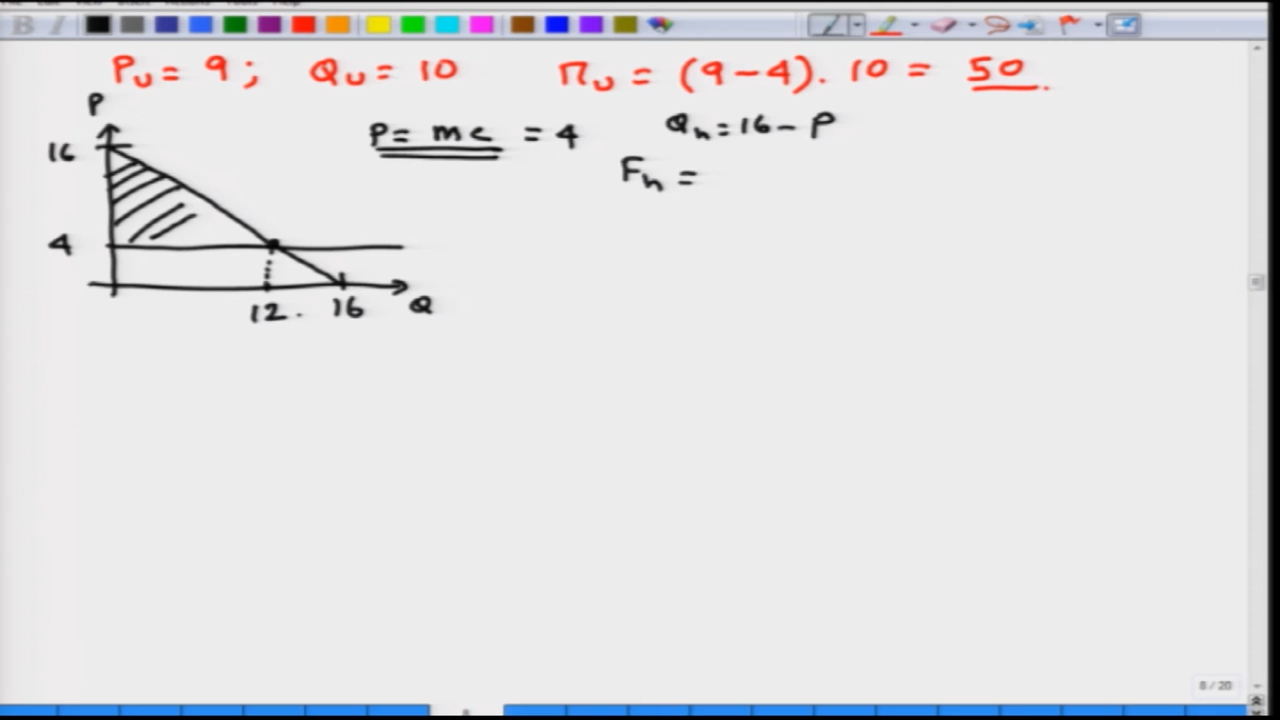 B I
Pu = 9 ; Qu = 10 πu = (9-4). 10 = 50.
P
16
P = mc = 4
Qh = 16 - P
Fh =
4
12. 16 Q
8 / 20